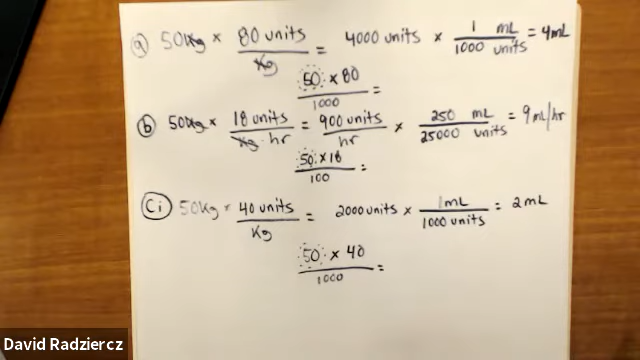 a) 50Kg × 80 units / Kg = 4000 units × 1 mL / 1000 units = 4mL
50 × 80 / 1000 =
b) 50Kg × 18 units / Kg · hr = 900 units / hr × 250 mL / 25000 units = 9 mL/hr
50 × 18 / 100 =
Ci 50Kg × 40 units / Kg = 2000 units × 1mL / 1000 units = 2mL
50 × 40 / 1000 =
David Radziercz